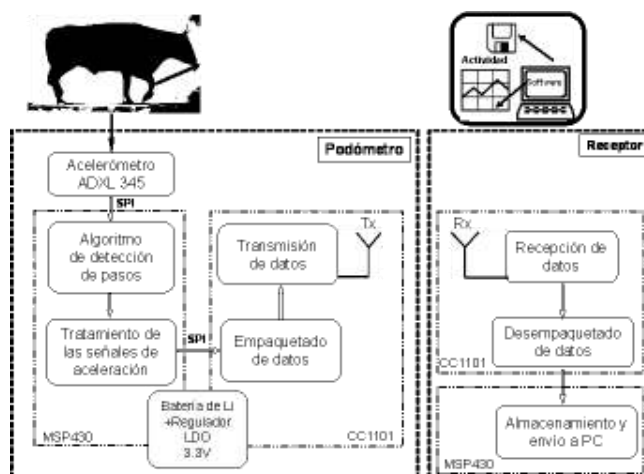 Actividad
Software
Podómetro
Acelerómetro
ADXL 345
SPI
Algoritmo
de detección
de pasos
Tratamiento de
las señales de
aceleración
SPI
MSP430
Transmisión
de datos
Tx
Empaquetado
de datos
CC1101
Batería de Li
+Regulador
LDO
3.3V
Receptor
Rx
Recepción de
datos
Desempaquetado
de datos
CC1101
Almacenamiento y
envio a PC
MSP430